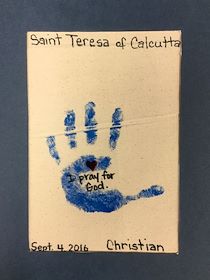 Saint Teresa of Calcutta
I pray for
God.
Sept. 4, 2016 Christian